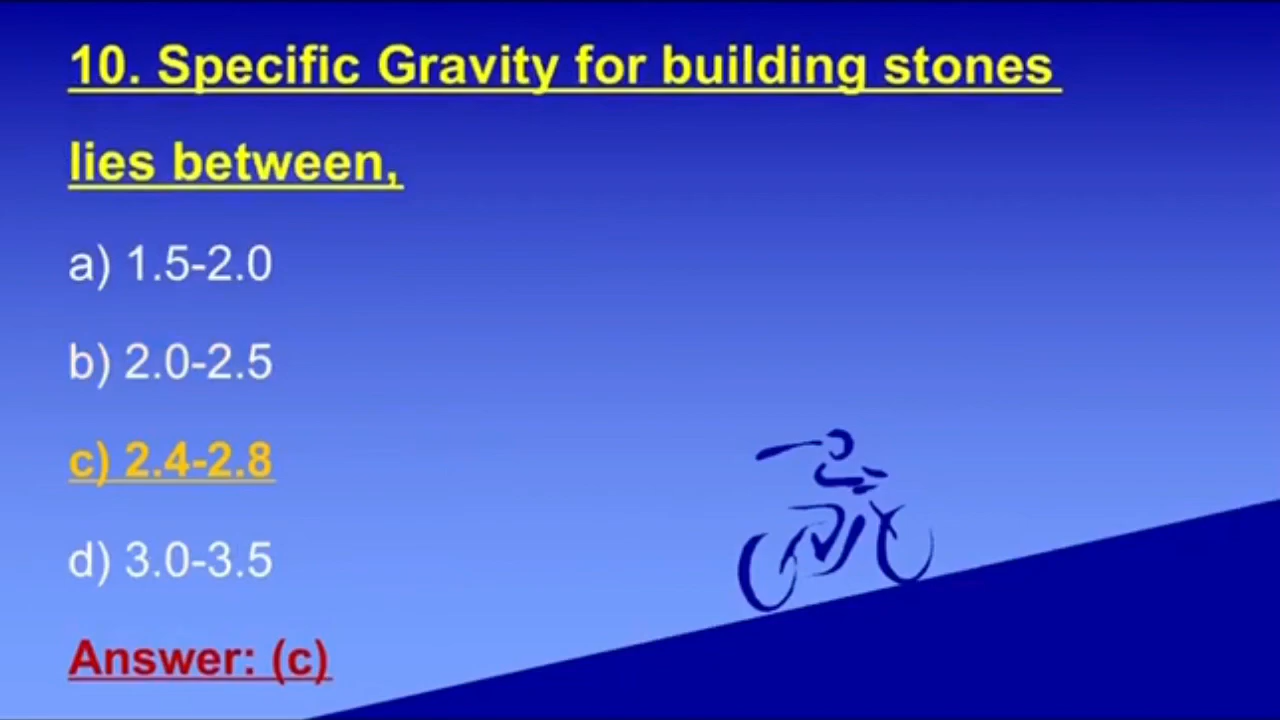 10. Specific Gravity for building stones
lies between,
a) 1.5-2.0
b) 2.0-2.5
c) 2.4-2.8
d) 3.0-3.5
Answer: (c)